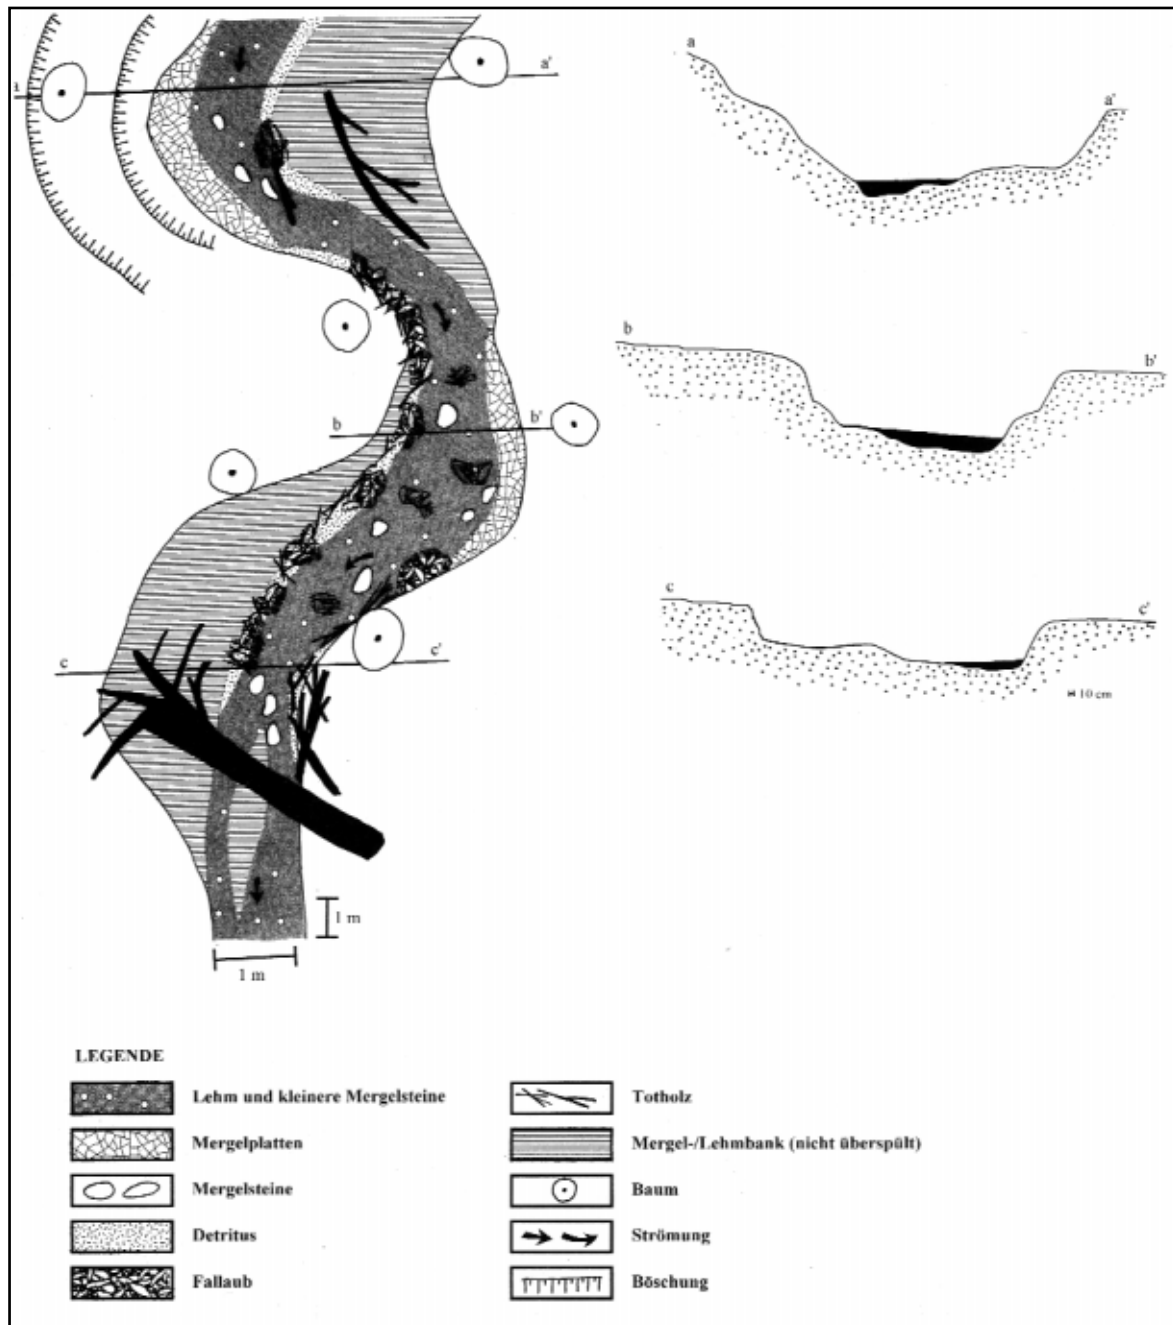 a
a'
a
a'
b
b'
b
b'
c
c'
c
c'
10 cm
1 m
1 m
LEGENDE
Lehm und kleinere Mergelsteine
Mergelplatten
Mergelsteine
Detritus
Fallaub
Totholz
Mergel-/Lehmbank (nicht überspült)
Baum
Strömung
Böschung